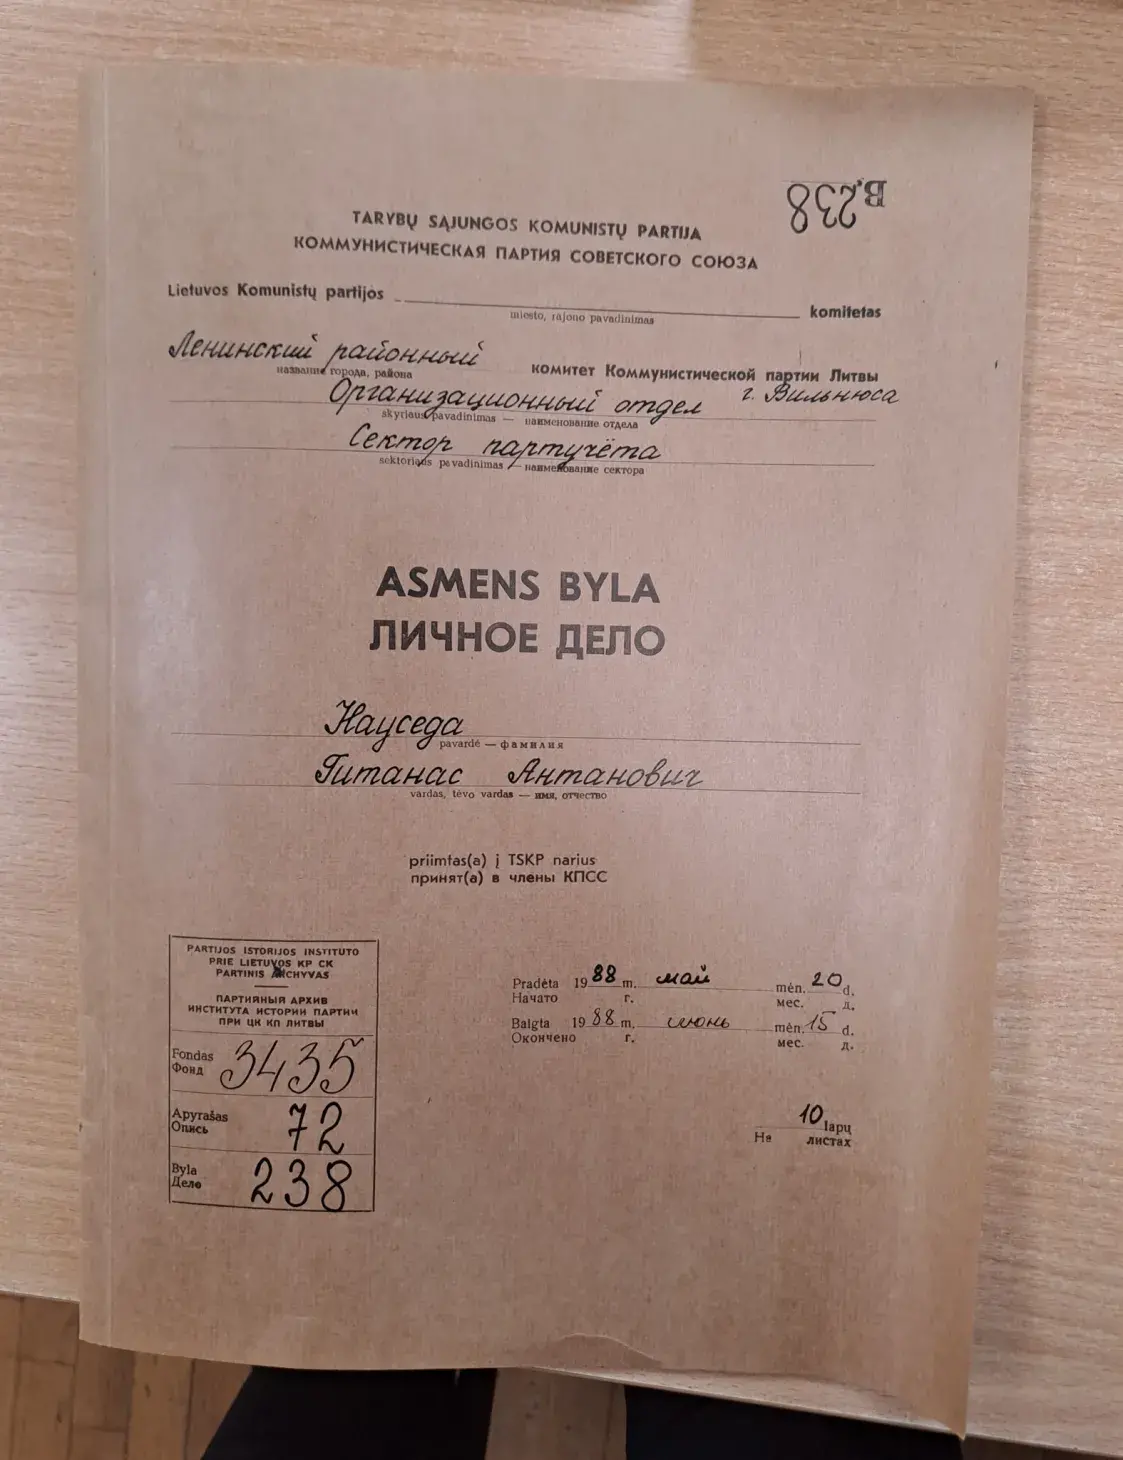 В.238
TARYBŲ SĄJUNGOS KOMUNISTŲ PARTIJA
КОММУНИСТИЧЕСКАЯ ПАРТИЯ СОВЕТСКОГО СОЮЗА
Lietuvos Komunistų partijos komitetas
miesto, rajono pavadinimas
Ленинский районный комитет Коммунистической партии Литвы
название города, района
Организационный отдел г. Вильнюса
skyriaus pavadinimas — наименование отдела
Сектор партучёта
sektoriaus pavadinimas — наименование сектора
ASMENS BYLA
ЛИЧНОЕ ДЕЛО
Науседа
pavardė — фамилия
Гитанас Антанович
vardas, tėvo vardas — имя, отчество
priimtas(a) į TSKP narius
принят(а) в члены КПСС
PARTIJOS ISTORIJOS INSTITUTO
PRIE LIETUVOS KP CK
PARTINIS ARCHYVAS
ПАРТИЙНЫЙ АРХИВ
ИНСТИТУТА ИСТОРИИ ПАРТИИ
ПРИ ЦК КП ЛИТВЫ
Fondas
Фонд 3435
Apyrašas
Опись 72
Byla
Дело 238
Pradėta 1988 m. май mėn. 20 d.
Начато г. мес. д.
Baigta 1988 m. июнь mėn. 15 d.
Окончено г. мес. д.
10 lapų
На листах